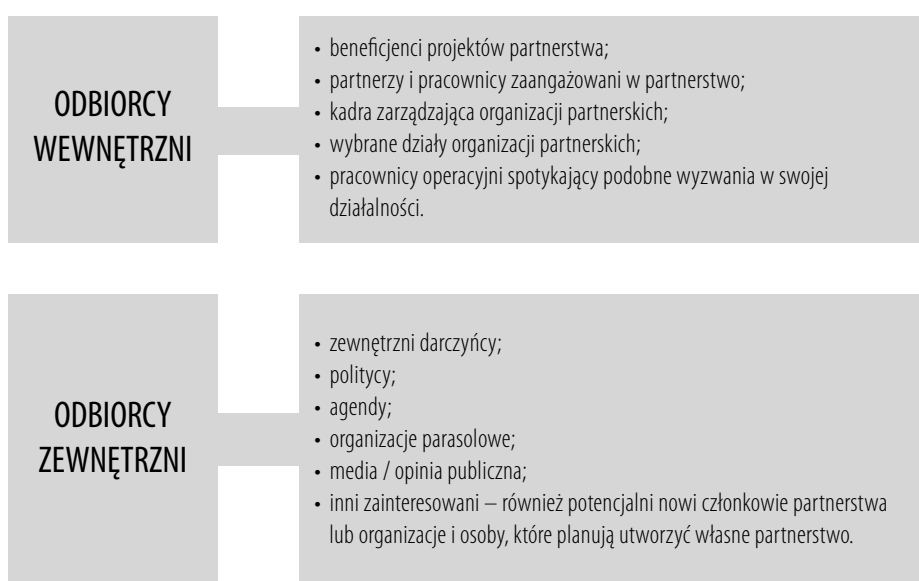 ODBIORCY
WEWNĘTRZNI
• beneficjenci projektów partnerstwa;
• partnerzy i pracownicy zaangażowani w partnerstwo;
• kadra zarządzająca organizacji partnerskich;
• wybrane działy organizacji partnerskich;
• pracownicy operacyjni spotykający podobne wyzwania w swojej
działalności.
ODBIORCY
ZEWNĘTRZNI
• zewnętrzni darczyńcy;
• politycy;
• agendy;
• organizacje parasolowe;
• media / opinia publiczna;
• inni zainteresowani – również potencjalni nowi członkowie partnerstwa
lub organizacje i osoby, które planują utworzyć własne partnerstwo.